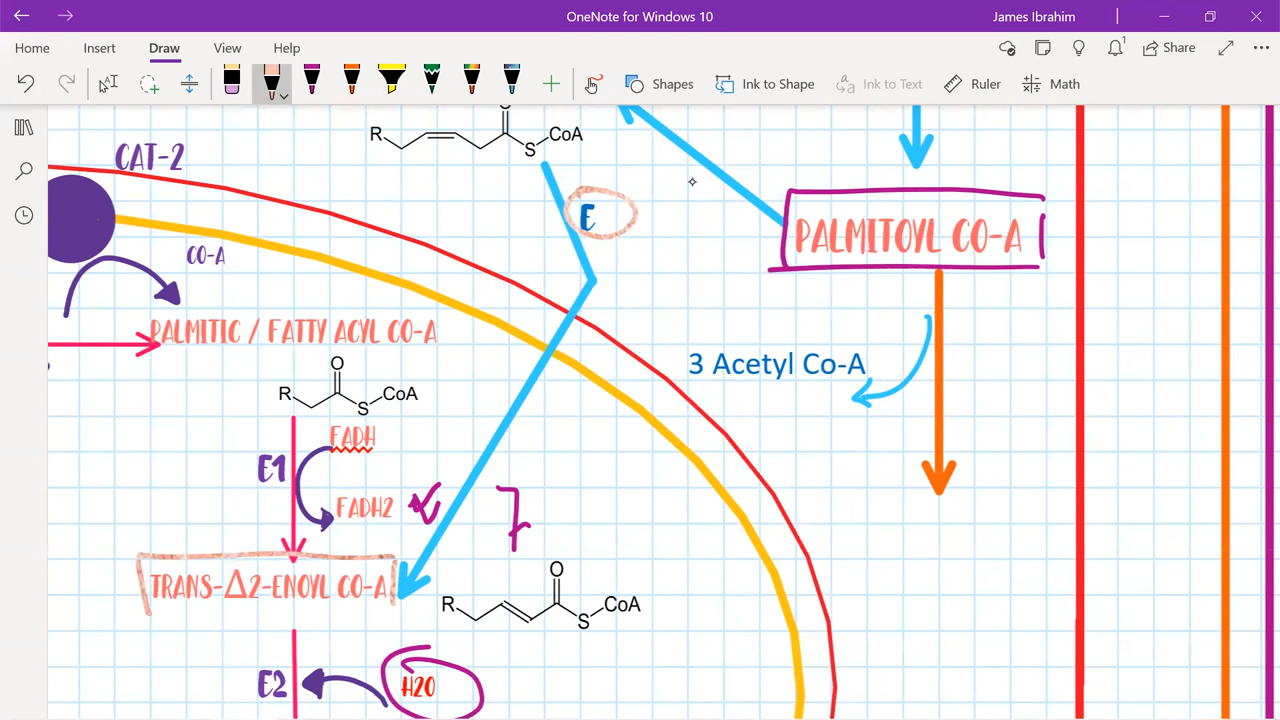 OneNote for Windows 10
James Ibrahim
Home Insert Draw View Help
1
Share
Shapes
Ink to Shape
Ink to Text
Ruler
Math
O
R
S
CoA
CAT-2
E
PALMITOYL CO-A
CO-A
PALMITIC / FATTY ACYL CO-A
3 Acetyl Co-A
O
R
S
CoA
FADH
E1
FADH2
7
TRANS-Δ2-ENOYL CO-A
O
R
S
CoA
E2
H2O